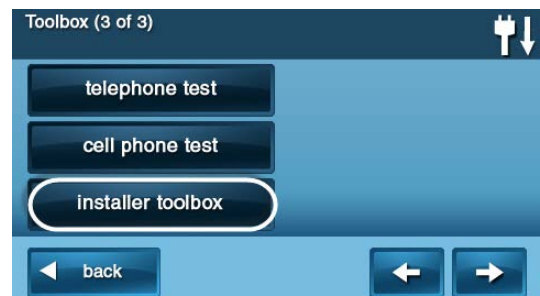 Toolbox (3 of 3)
telephone test
cell phone test
installer toolbox
back